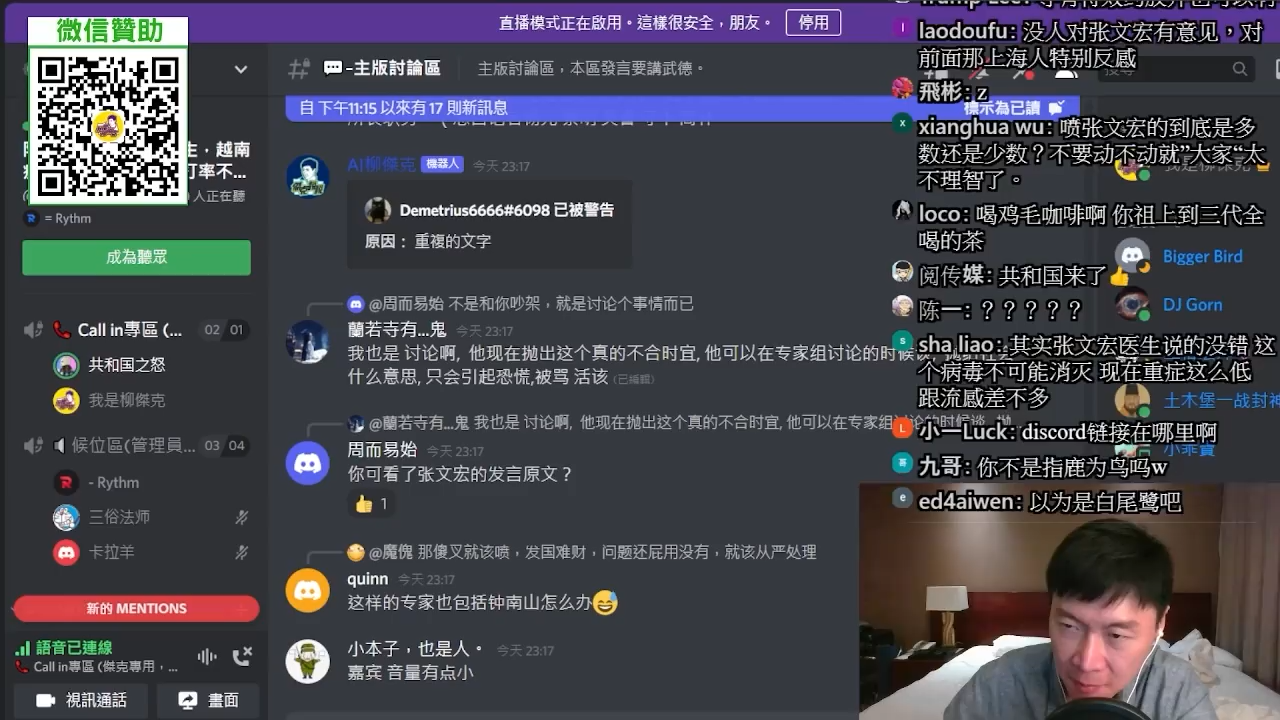 直播模式正在啟用。這樣很安全，朋友。
停用
微信贊助
生，越南
可率不...
人正在聽
= Rythm
成為聽眾
Call in專區 (... 02 01
共和国之怒
我是柳傑克
候位區(管理員... 03 04
- Rythm
三俗法师
卡拉羊
新的 MENTIONS
語音已連線
Call in專區 (傑克專用，...
視訊通話
畫面
-主版討論區
主版討論區，本區發言要講武德。
自 下午11:15 以來有 17 則新訊息
標示為已讀
AI柳傑克 機器人 今天 23:17
Demetrius6666#6098 已被警告
原因： 重複的文字
@周而易始 不是和你吵架，就是讨论个事情而已
蘭若寺有...鬼 今天 23:17
我也是 讨论啊, 他现在抛出这个真的不合时宜, 他可以在专家组讨论的时候
什么意思, 只会引起恐慌,被骂 活该 (已編輯)
@蘭若寺有...鬼 我也是 讨论啊, 他现在抛出这个真的不合时宜, 他可以在专家组讨论的时候
周而易始 今天 23:17
你可看了张文宏的发言原文？
👍 1
@魔傀 那傻叉就该喷，发国难财，问题还屁用没有，就该从严处理
quinn 今天 23:17
这样的专家也包括钟南山怎么办😅
小本子，也是人。 今天 23:17
嘉宾 音量有点小
搜尋
我是柳傑克
Bigger Bird
DJ Gorn
土木堡一战封神
小乖寶
laodoufu: 没人对张文宏有意见，对
前面那上海人特别反感
飛彬: z
xianghua wu: 喷张文宏的到底是多
数还是少数？不要动不动就”大家“太
不理智了。
loco: 喝鸡毛咖啡啊 你祖上到三代全
喝的茶
阅传媒: 共和国来了👍
陈一: ？？？？？
sha liao: 其实张文宏医生说的没错 这
个病毒不可能消灭 现在重症这么低
跟流感差不多
小一Luck: discord链接在哪里啊
九哥: 你不是指鹿为鸟吗w
ed4aiwen: 以为是白尾鹭吧